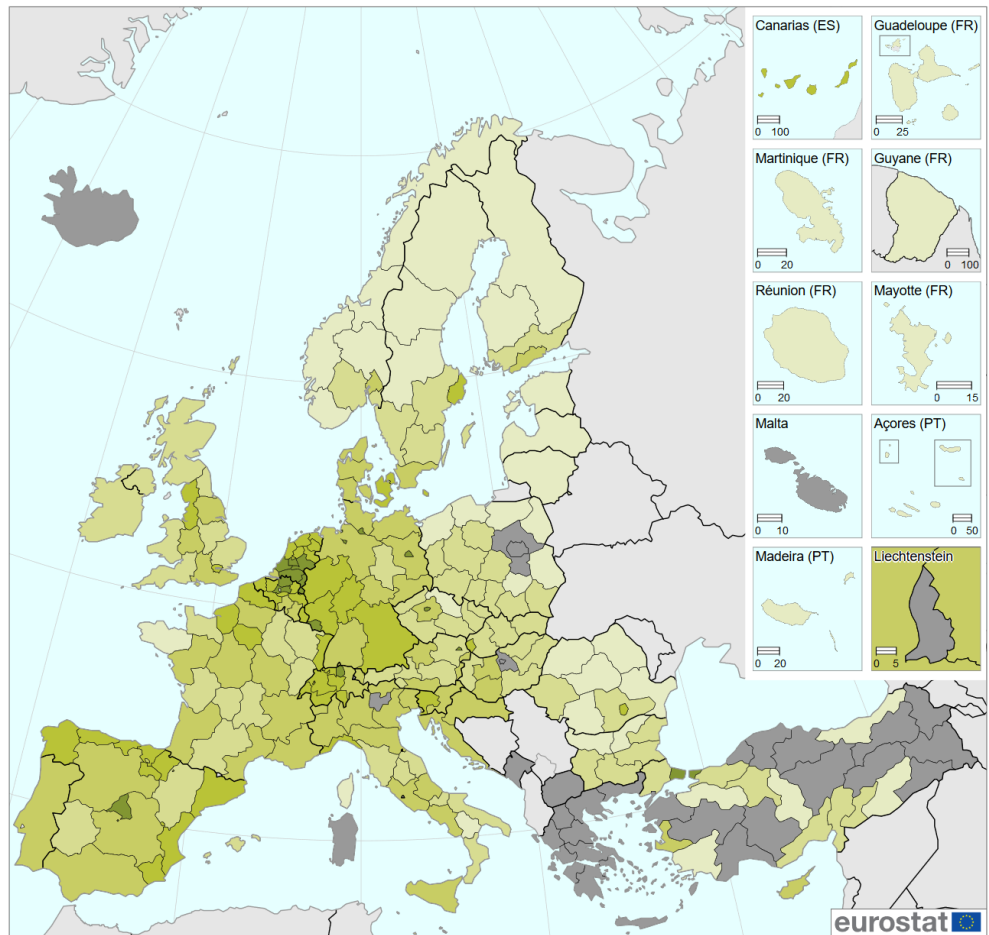 Canarias (ES)
0 100
Guadeloupe (FR)
0 25
Martinique (FR)
0 20
Guyane (FR)
0 100
Réunion (FR)
0 20
Mayotte (FR)
0 15
Malta
0 10
Açores (PT)
0 50
Madeira (PT)
0 20
Liechtenstein
0 5
eurostat